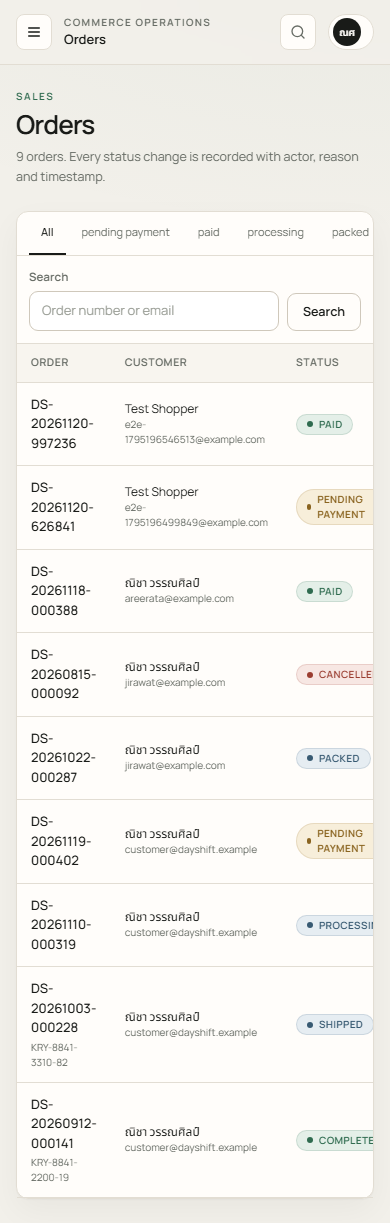 COMMERCE OPERATIONS
Orders
ณศ
SALES
Orders
9 orders. Every status change is recorded with actor, reason
and timestamp.
All pending payment paid processing packed
Search
Order number or email
Search
ORDER CUSTOMER STATUS
DS-
20261120-
997236
Test Shopper
e2e-
1795196546513@example.com
PAID
DS-
20261120-
626841
Test Shopper
e2e-
1795196499849@example.com
PENDING
PAYMENT
DS-
20261118-
000388
ณิชา วรรณศิลป์
areerata@example.com
PAID
DS-
20260815-
000092
ณิชา วรรณศิลป์
jirawat@example.com
CANCELLE
DS-
20261022-
000287
ณิชา วรรณศิลป์
jirawat@example.com
PACKED
DS-
20261119-
000402
ณิชา วรรณศิลป์
customer@dayshift.example
PENDING
PAYMENT
DS-
20261110-
000319
ณิชา วรรณศิลป์
customer@dayshift.example
PROCESSIN
DS-
20261003-
000228
KRY-8841-
3310-82
ณิชา วรรณศิลป์
customer@dayshift.example
SHIPPED
DS-
20260912-
000141
KRY-8841-
2200-19
ณิชา วรรณศิลป์
customer@dayshift.example
COMPLETE